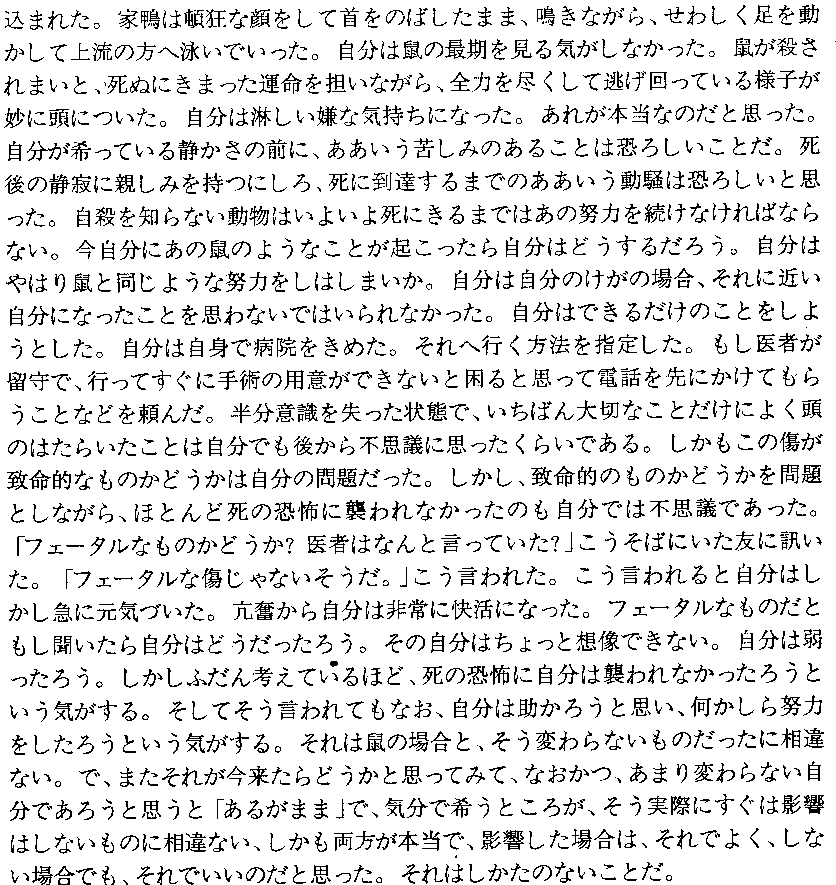 込まれた。家鴨は頓狂な顔をして首をのばしたまま、鳴きながら、せわしく足を動
かして上流の方へ泳いでいった。自分は鼠の最期を見る気がしなかった。鼠が殺さ
れまいと、死ぬにきまった運命を担いながら、全力を尽くして逃げ回っている様子が
妙に頭についた。自分は淋しい嫌な気持ちになった。あれが本当なのだと思った。
自分が希っている静かさの前に、ああいう苦しみのあることは恐ろしいことだ。死
後の静寂に親しみを持つにしろ、死に到達するまでのああいう動騒は恐ろしいと思
った。自殺を知らない動物はいよいよ死にきるまではあの努力を続けなければなら
ない。今自分にあの鼠のようなことが起こったら自分はどうするだろう。自分は
やはり鼠と同じような努力をしはしまいか。自分は自分のけがの場合、それに近い
自分になったことを思わないではいられなかった。自分はできるだけのことをしよ
うとした。自分は自身で病院をきめた。それへ行く方法を指定した。もし医者が
留守で、行ってすぐに手術の用意ができないと困ると思って電話を先にかけてもら
うことなどを頼んだ。半分意識を失った状態で、いちばん大切なことだけによく頭
のはたらいたことは自分でも後から不思議に思ったくらいである。しかもこの傷が
致命的なものかどうかは自分の問題だった。しかし、致命的のものかどうかを問題
としながら、ほとんど死の恐怖に襲われなかったのも自分では不思議であった。
「フェータルなものかどうか? 医者はなんと言っていた?」こうそばにいた友に訊い
た。「フェータルな傷じゃないそうだ。」こう言われた。こう言われると自分はし
かし急に元気づいた。亢奮から自分は非常に快活になった。フェータルなものだと
もし聞いたら自分はどうだったろう。その自分はちょっと想像できない。自分は弱
ったろう。しかしふだん考えているほど、死の恐怖に自分は襲われなかったろうと
いう気がする。そしてそう言われてもなお、自分は助かろうと思い、何かしら努力
をしたろうという気がする。それは鼠の場合と、そう変わらないものだったに相違
ない。で、またそれが今来たらどうかと思ってみて、なおかつ、あまり変わらない自
分であろうと思うと「あるがまま」で、気分で希うところが、そう実際にすぐは影響
はしないものに相違ない、しかも両方が本当で、影響した場合は、それでよく、しな
い場合でも、それでいいのだと思った。それはしかたのないことだ。